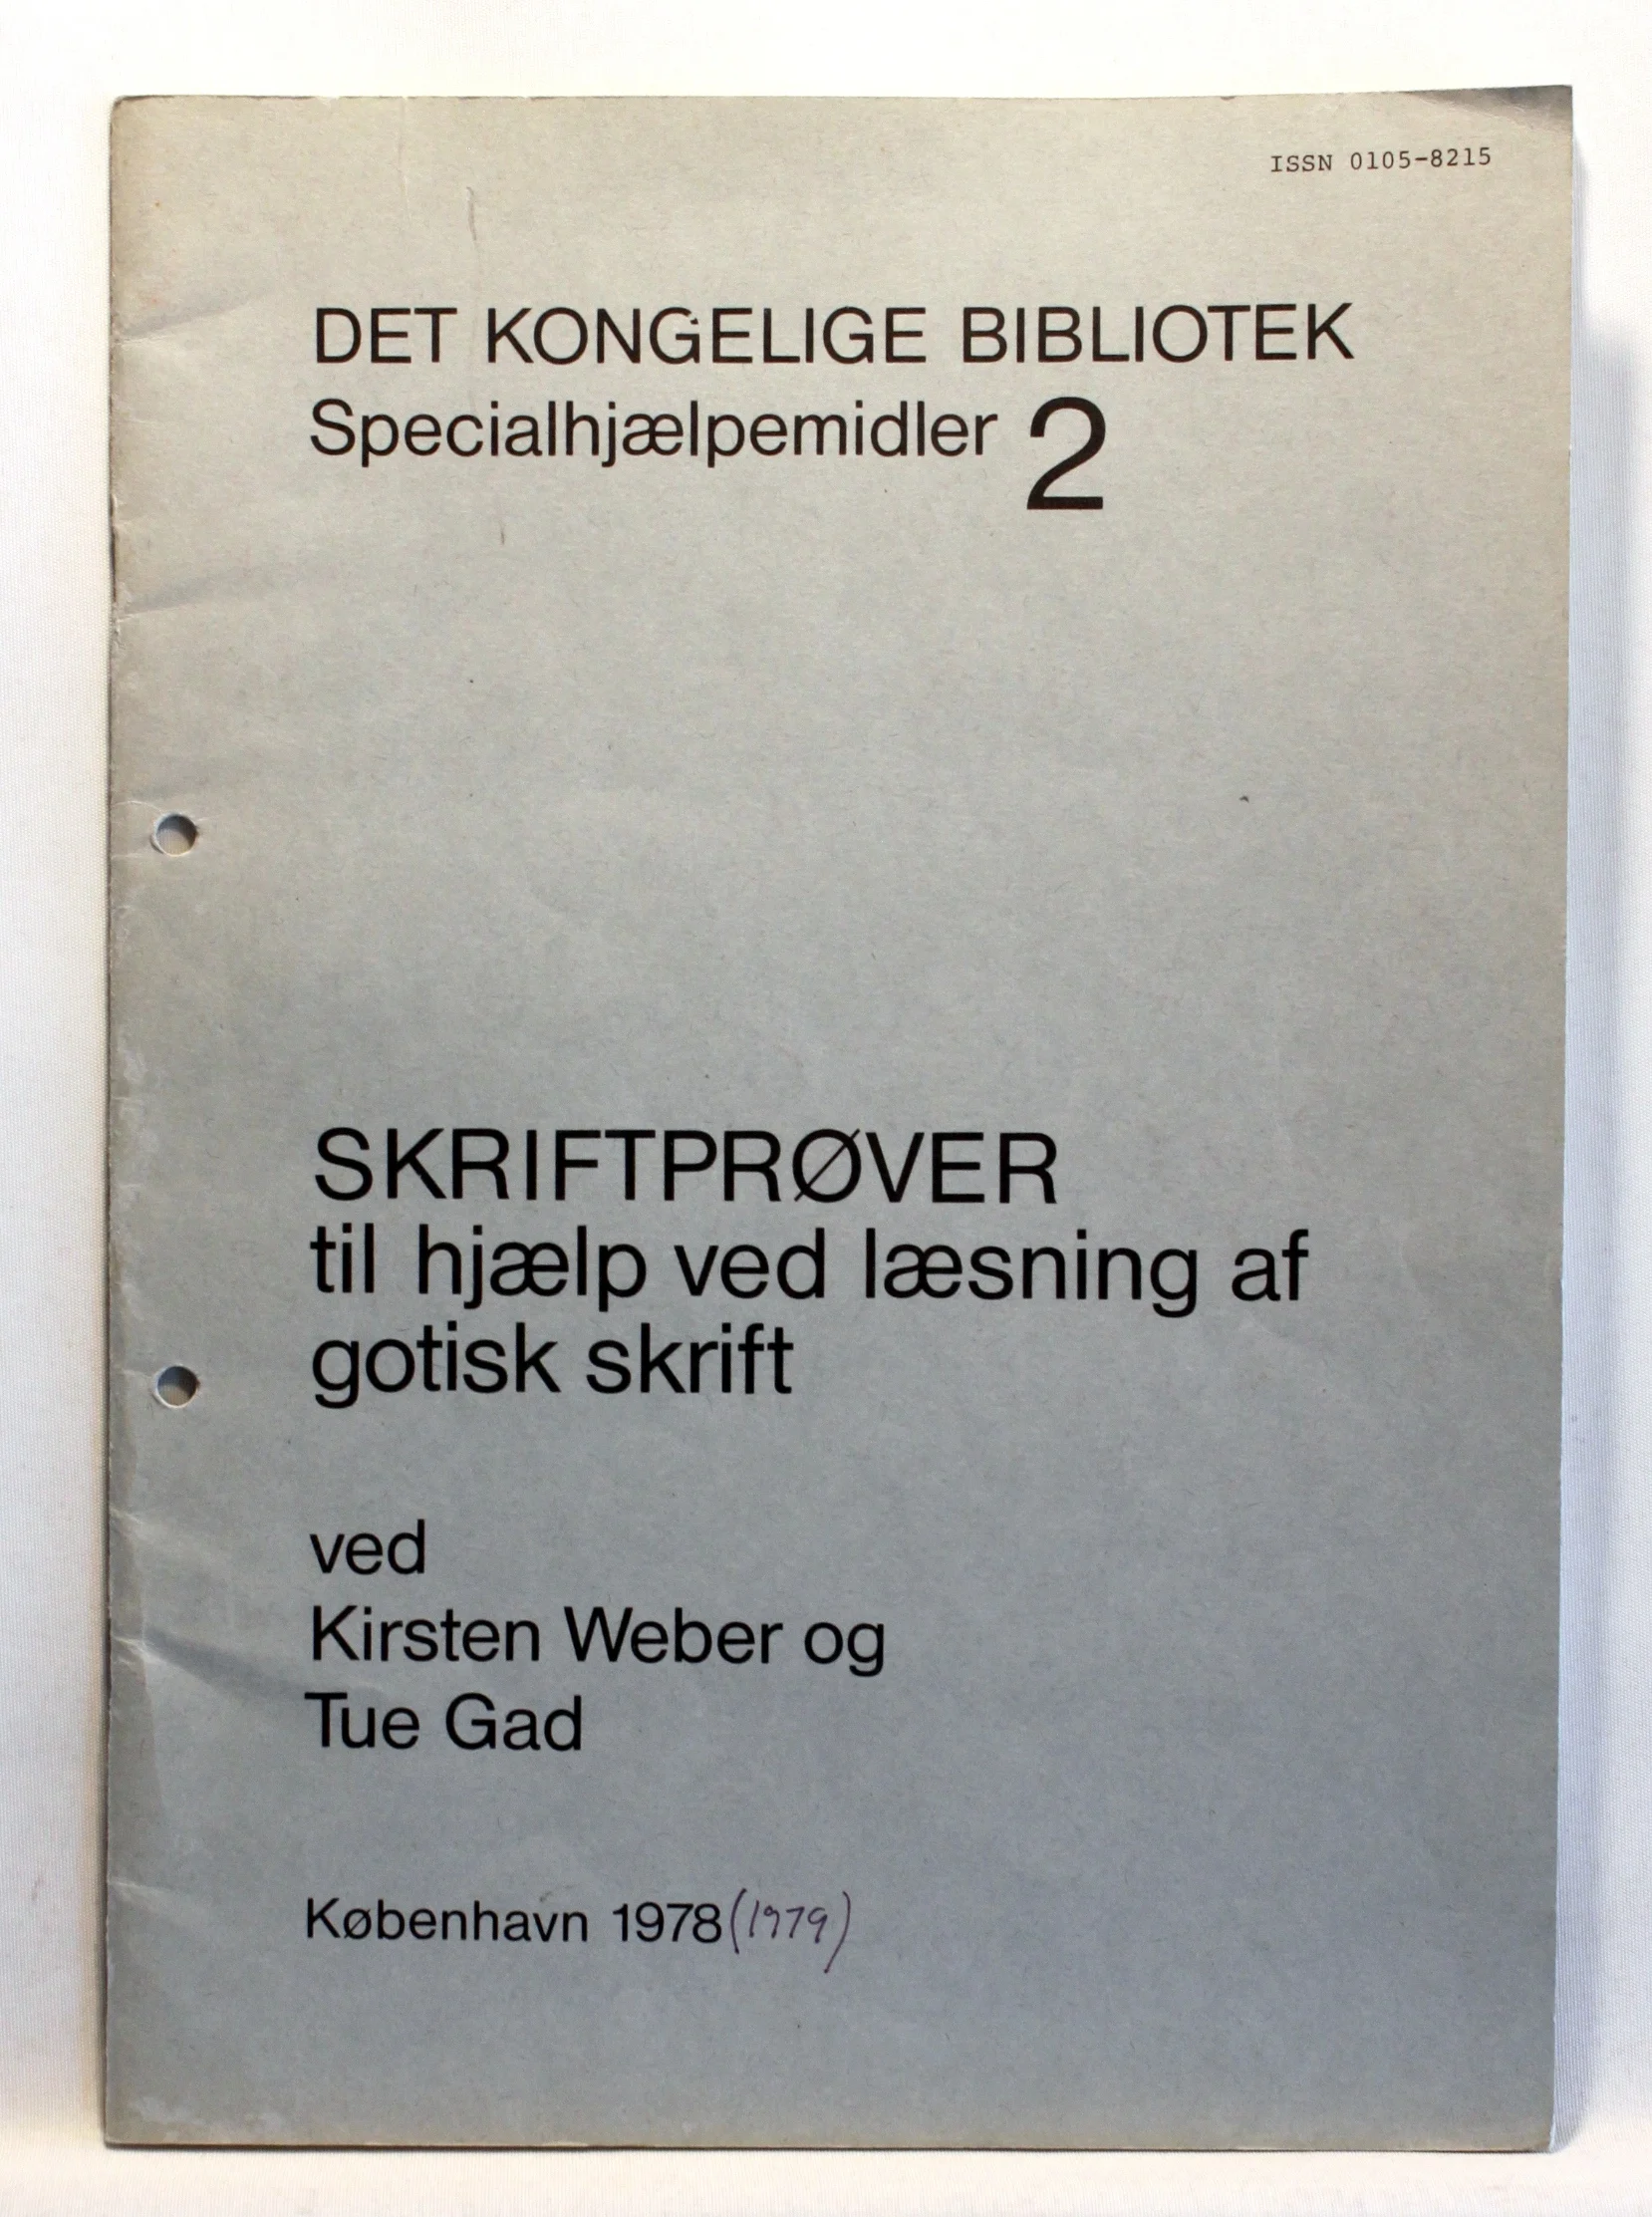 ISSN 0105-8215
DET KONGELIGE BIBLIOTEK
Specialhjælpemidler 2
SKRIFTPRØVER
til hjælp ved læsning af
gotisk skrift
ved
Kirsten Weber og
Tue Gad
København 1978 (1979)